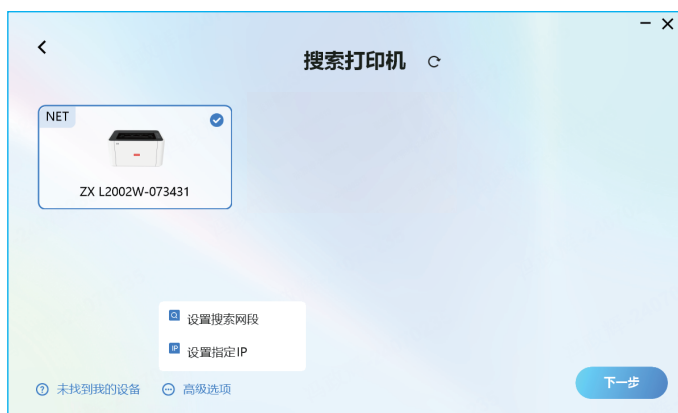 搜索打印机
NET
ZX L2002W-073431
设置搜索网段
IP 设置指定IP
未找到我的设备 高级选项
下一步